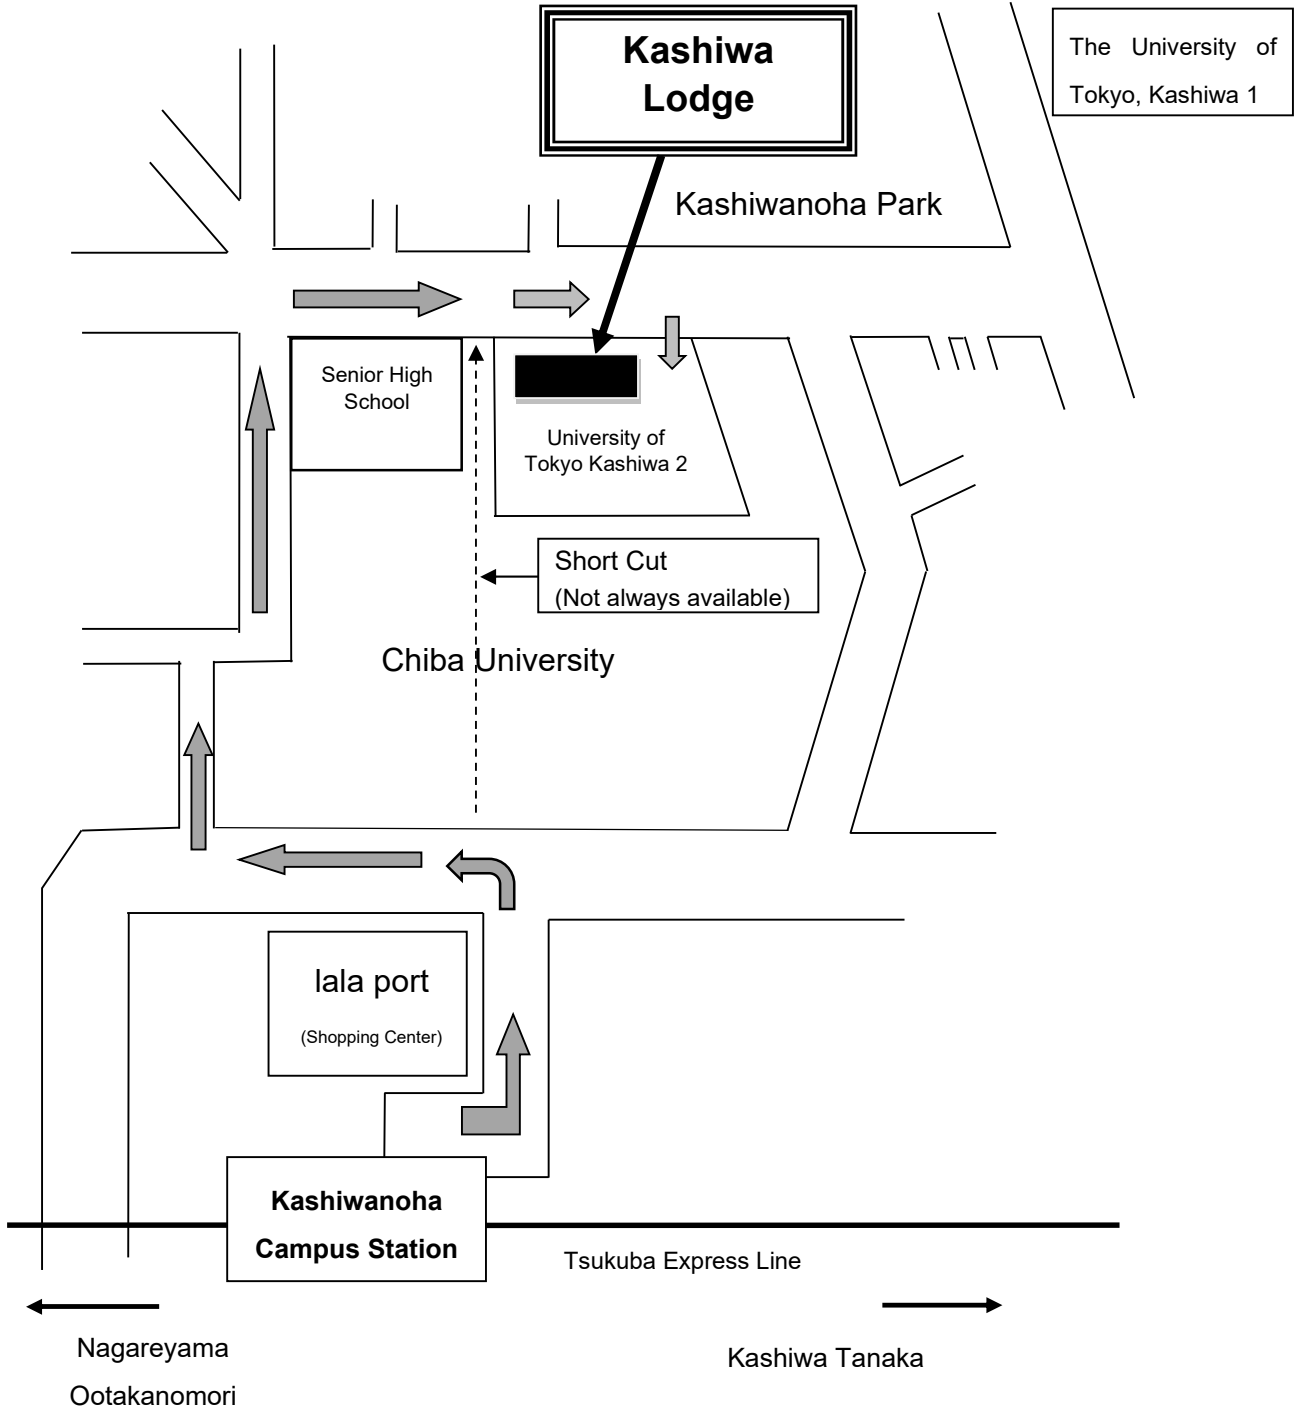 Kashiwa
Lodge
The University of
Tokyo, Kashiwa 1
Kashiwanoha Park
Senior High
School
University of
Tokyo Kashiwa 2
Short Cut
(Not always available)
Chiba University
lala port
(Shopping Center)
Kashiwanoha
Campus Station
Tsukuba Express Line
Nagareyama
Ootakanomori
Kashiwa Tanaka